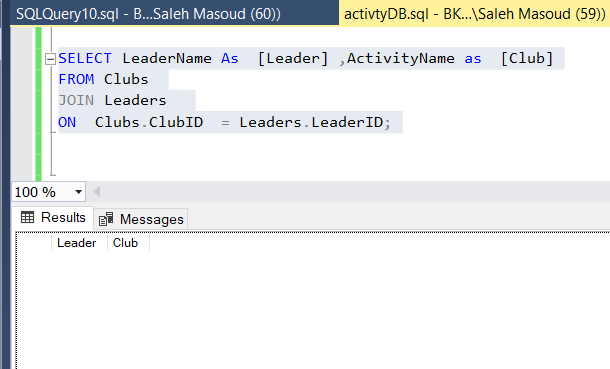 SQLQuery10.sql - B...Saleh Masoud (60))
activtyDB.sql - BK...\Saleh Masoud (59))
SELECT LeaderName As [Leader] ,ActivityName as [Club]
FROM Clubs
JOIN Leaders
ON Clubs.ClubID = Leaders.LeaderID;
100 %
Results Messages
Leader Club